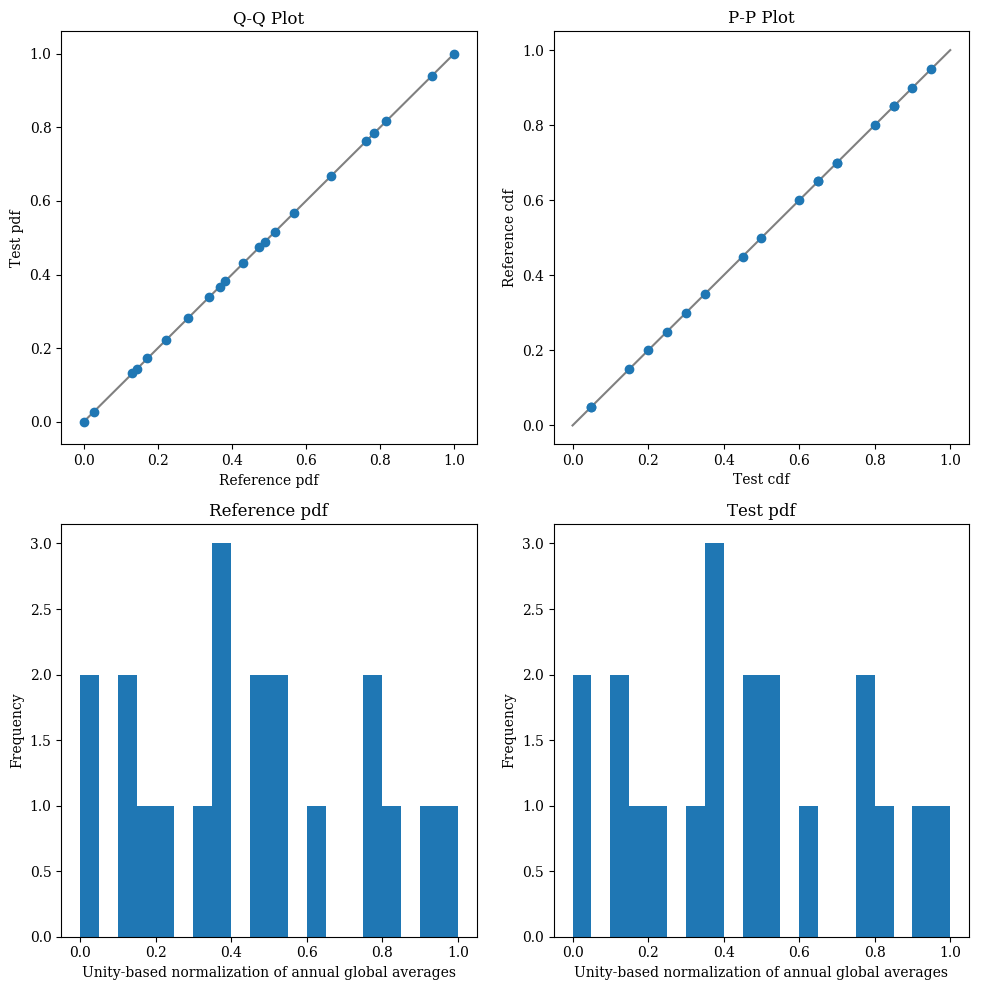 Q-Q Plot
1.0
0.8
0.6
0.4
0.2
0.0
Test pdf
0.0 0.2 0.4 0.6 0.8 1.0
Reference pdf
P-P Plot
1.0
0.8
0.6
0.4
0.2
0.0
Reference cdf
0.0 0.2 0.4 0.6 0.8 1.0
Test cdf
Reference pdf
3.0
2.5
2.0
1.5
1.0
0.5
0.0
Frequency
0.0 0.2 0.4 0.6 0.8 1.0
Unity-based normalization of annual global averages
Test pdf
3.0
2.5
2.0
1.5
1.0
0.5
0.0
Frequency
0.0 0.2 0.4 0.6 0.8 1.0
Unity-based normalization of annual global averages